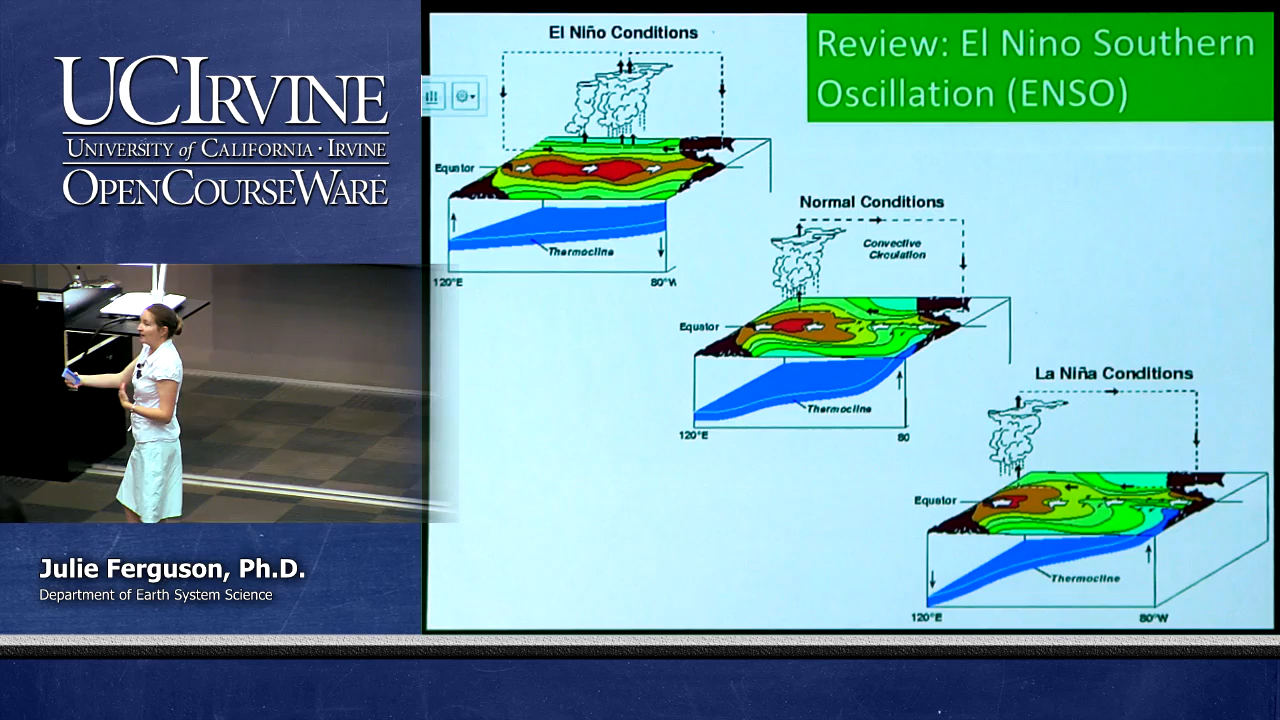 UCIRVINE
UNIVERSITY of CALIFORNIA · IRVINE
OPENCOURSEWARE
Julie Ferguson, Ph.D.
Department of Earth System Science
Review: El Nino Southern
Oscillation (ENSO)
El Niño Conditions
Equator
Thermocline
120°E
80°W
Normal Conditions
Convective
Circulation
Equator
Thermocline
120°E
80
La Niña Conditions
Equator
Thermocline
120°E
80°W